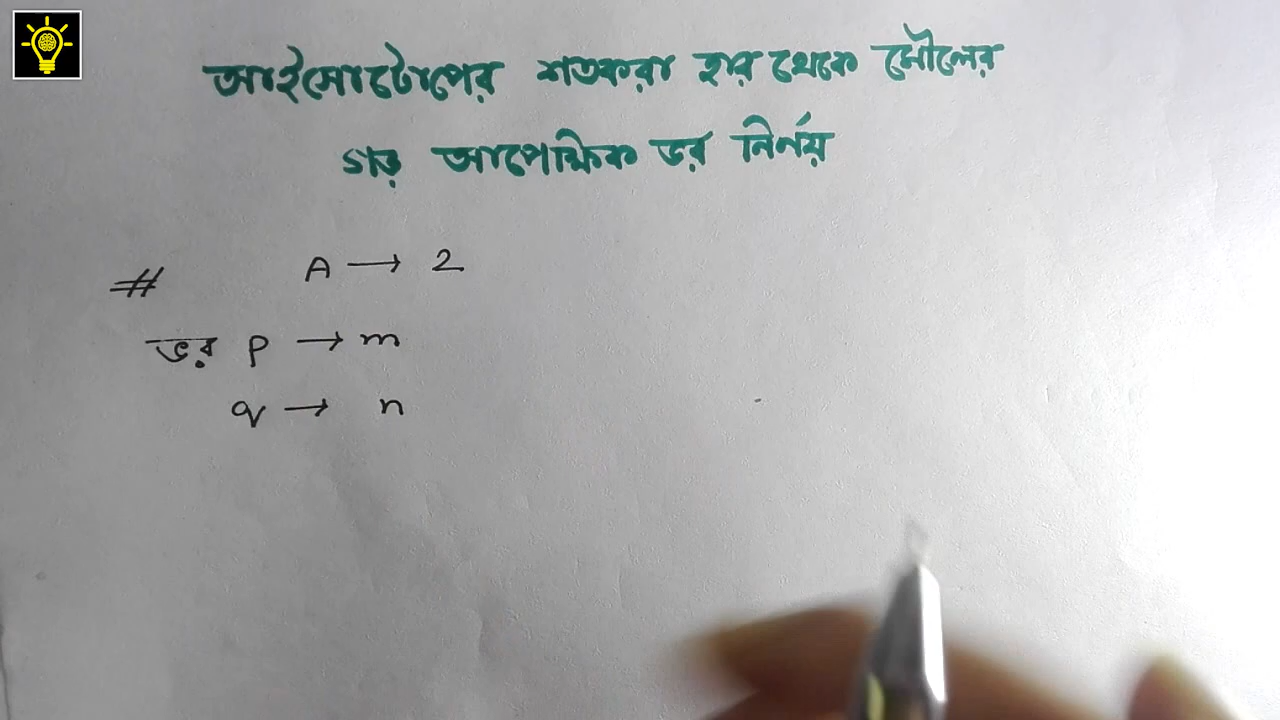 আইসোটোপের শতকরা হার থেকে মৌলের
গড় আপেক্ষিক ভর নির্ণয়
# A → 2
ভর p → m
q → n